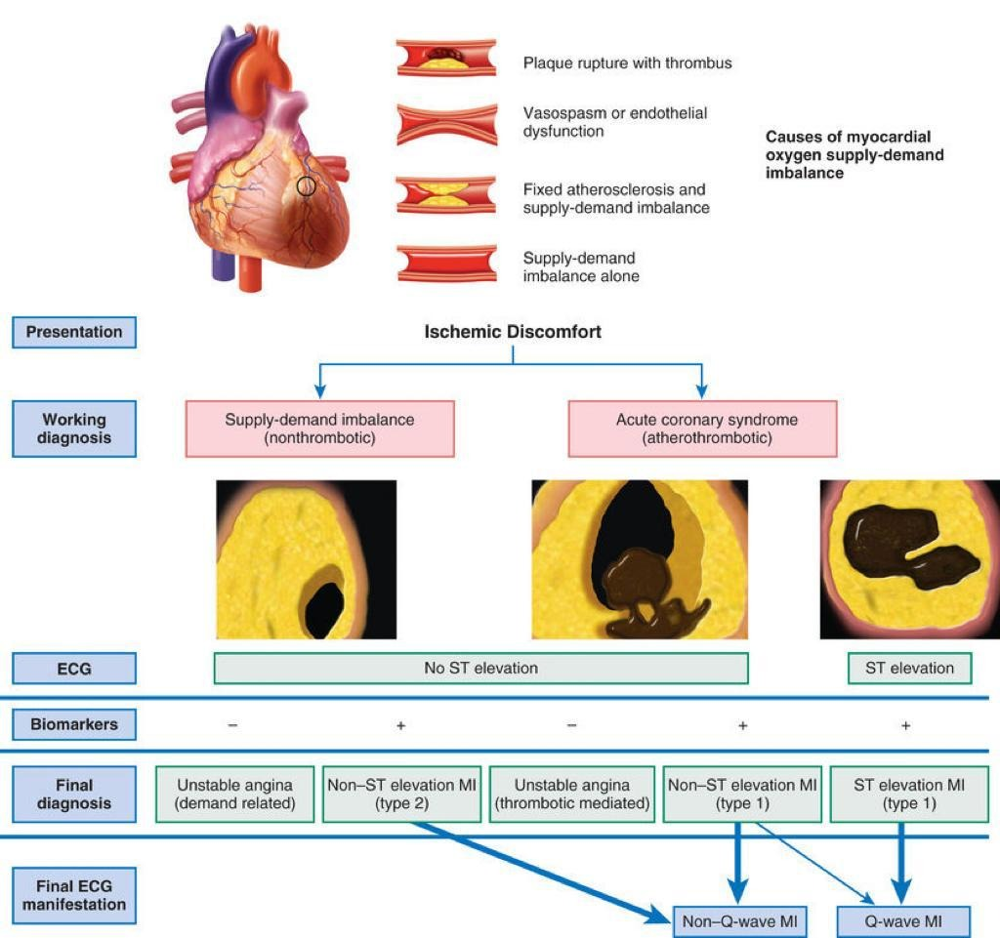 Plaque rupture with thrombus
Vasospasm or endothelial
dysfunction
Causes of myocardial
oxygen supply-demand
imbalance
Fixed atherosclerosis and
supply-demand imbalance
Supply-demand
imbalance alone
Presentation
Ischemic Discomfort
Working
diagnosis
Supply-demand imbalance
(nonthrombotic)
Acute coronary syndrome
(atherothrombotic)
ECG
No ST elevation
ST elevation
Biomarkers
– + – + +
Final
diagnosis
Unstable angina
(demand related)
Non–ST elevation MI
(type 2)
Unstable angina
(thrombotic mediated)
Non–ST elevation MI
(type 1)
ST elevation MI
(type 1)
Final ECG
manifestation
Non–Q-wave MI
Q-wave MI